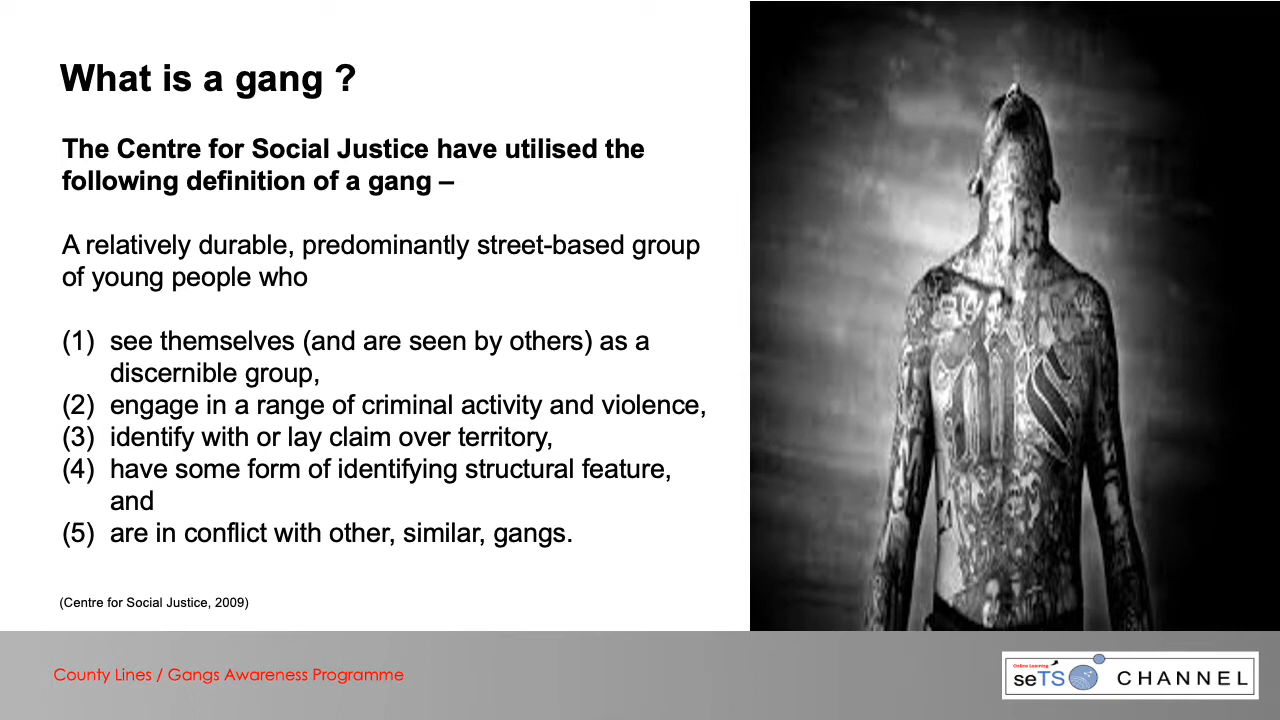 What is a gang ?
The Centre for Social Justice have utilised the
following definition of a gang –
A relatively durable, predominantly street-based group
of young people who
(1) see themselves (and are seen by others) as a
discernible group,
(2) engage in a range of criminal activity and violence,
(3) identify with or lay claim over territory,
(4) have some form of identifying structural feature,
and
(5) are in conflict with other, similar, gangs.
(Centre for Social Justice, 2009)
County Lines / Gangs Awareness Programme
Online Learning
seTS CHANNEL